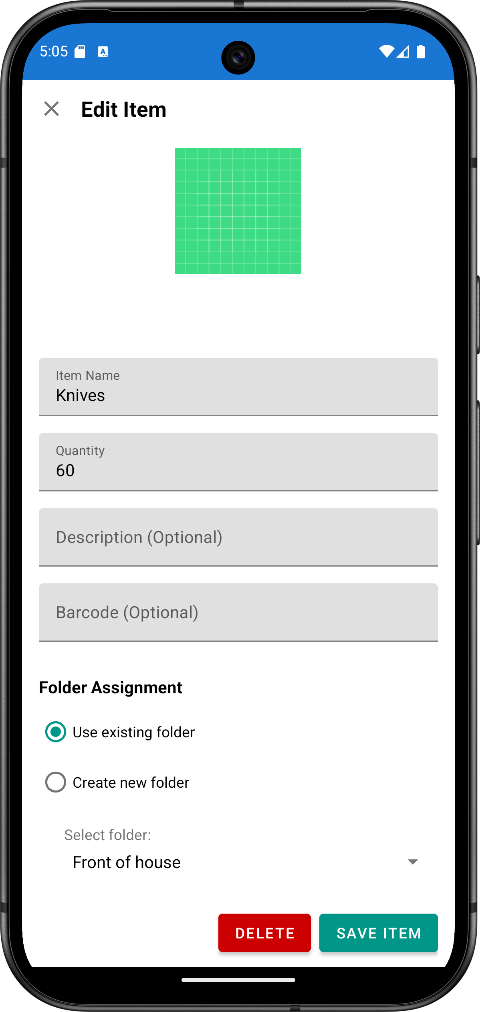 5:05
A
Edit Item
Item Name
Knives
Quantity
60
Description (Optional)
Barcode (Optional)
Folder Assignment
Use existing folder
Create new folder
Select folder:
Front of house
DELETE SAVE ITEM